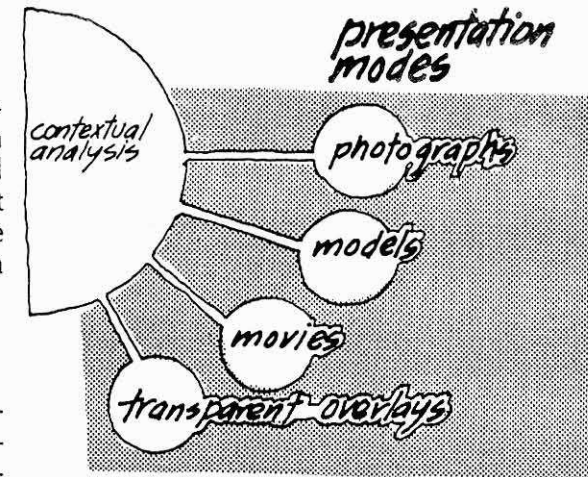 presentation
modes
contextual
analysis
photographs
models
movies
transparent overlays